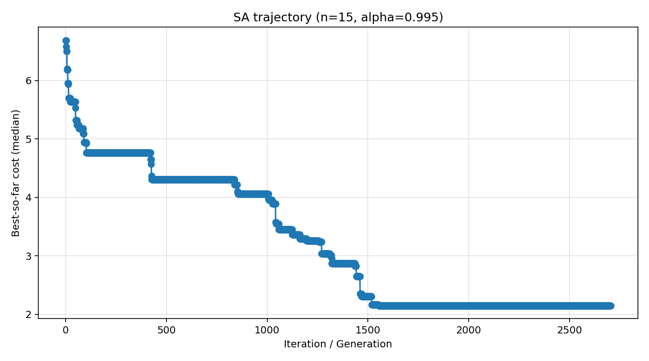 SA trajectory (n=15, alpha=0.995)
Best-so-far cost (median)
6
5
4
3
2
0 500 1000 1500 2000 2500
Iteration / Generation